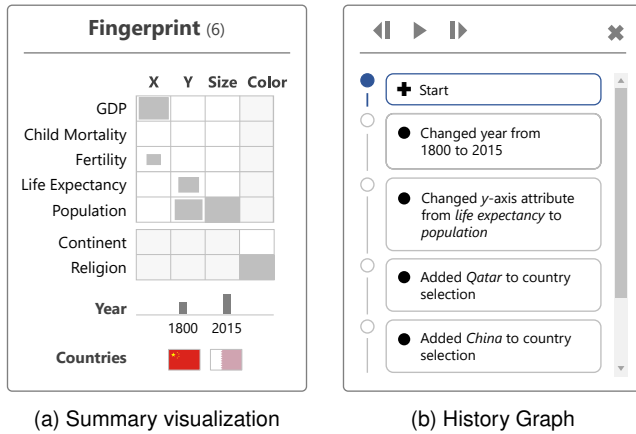 Fingerprint (6)
X Y Size Color
GDP
Child Mortality
Fertility
Life Expectancy
Population
Continent
Religion
Year
1800 2015
Countries
(a) Summary visualization
Start
Changed year from
1800 to 2015
Changed y-axis attribute
from life expectancy to
population
Added Qatar to country
selection
Added China to country
selection
(b) History Graph